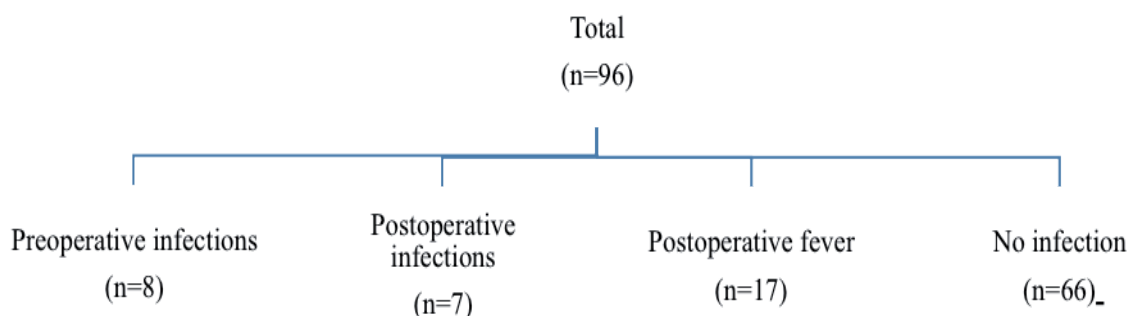 Total
(n=96)
Preoperative infections
(n=8)
Postoperative
infections
(n=7)
Postoperative fever
(n=17)
No infection
(n=66)